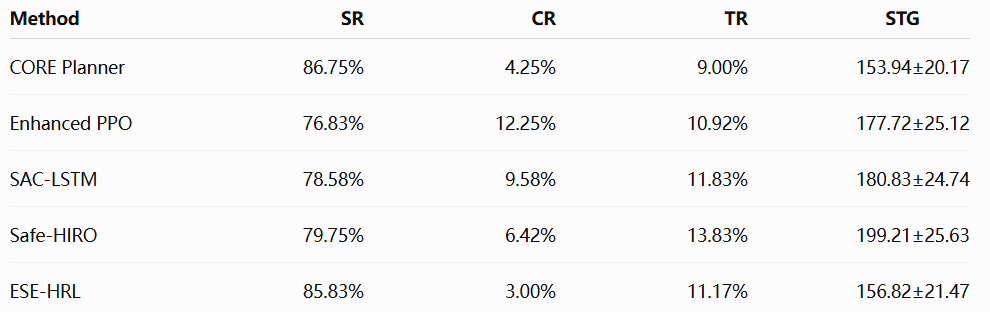 Method SR CR TR STG
CORE Planner 86.75% 4.25% 9.00% 153.94±20.17
Enhanced PPO 76.83% 12.25% 10.92% 177.72±25.12
SAC-LSTM 78.58% 9.58% 11.83% 180.83±24.74
Safe-HIRO 79.75% 6.42% 13.83% 199.21±25.63
ESE-HRL 85.83% 3.00% 11.17% 156.82±21.47